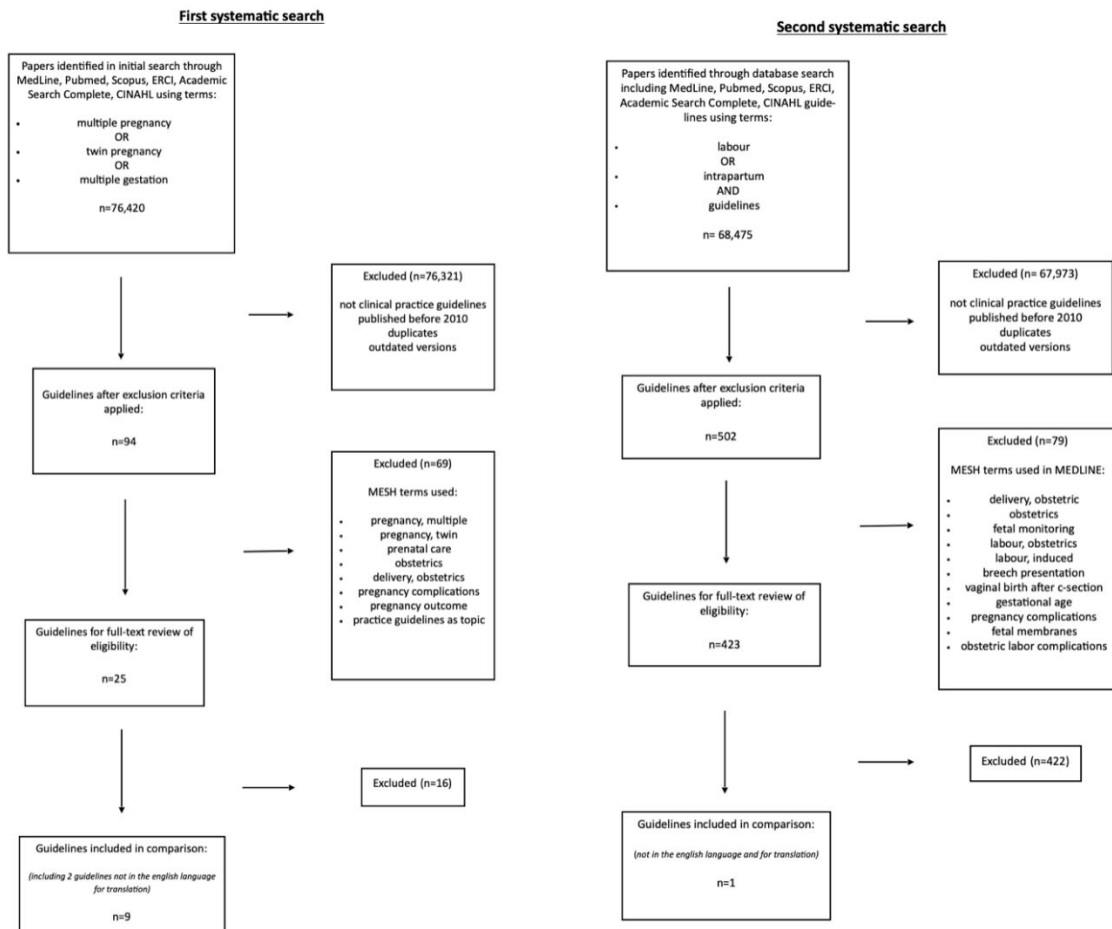 First systematic search
Papers identified in initial search through
MedLine, Pubmed, Scopus, ERCI, Academic
Search Complete, CINAHL using terms:
• multiple pregnancy
OR
• twin pregnancy
OR
• multiple gestation
n=76,420
Excluded (n=76,321)
not clinical practice guidelines
published before 2010
duplicates
outdated versions
Guidelines after exclusion criteria
applied:
n=94
Excluded (n=69)
MESH terms used:
• pregnancy, multiple
• pregnancy, twin
• prenatal care
• obstetrics
• delivery, obstetrics
• pregnancy complications
• pregnancy outcome
• practice guidelines as topic
Guidelines for full-text review of
eligibility:
n=25
Excluded (n=16)
Guidelines included in comparison:
(including 2 guidelines not in the english language
for translation)
n=9
Second systematic search
Papers identified through database search
including MedLine, Pubmed, Scopus, ERCI,
Academic Search Complete, CINAHL guide-
lines using terms:
• labour
OR
• intrapartum
AND
• guidelines
n= 68,475
Excluded (n= 67,973)
not clinical practice guidelines
published before 2010
duplicates
outdated versions
Guidelines after exclusion criteria
applied:
n=502
Excluded (n=79)
MESH terms used in MEDLINE:
• delivery, obstetric
• obstetrics
• fetal monitoring
• labour, obstetrics
• labour, induced
• breech presentation
• vaginal birth after c-section
• gestational age
• pregnancy complications
• fetal membranes
• obstetric labor complications
Guidelines for full-text review of
eligibility:
n=423
Excluded (n=422)
Guidelines included in comparison:
(not in the english language and for translation)
n=1